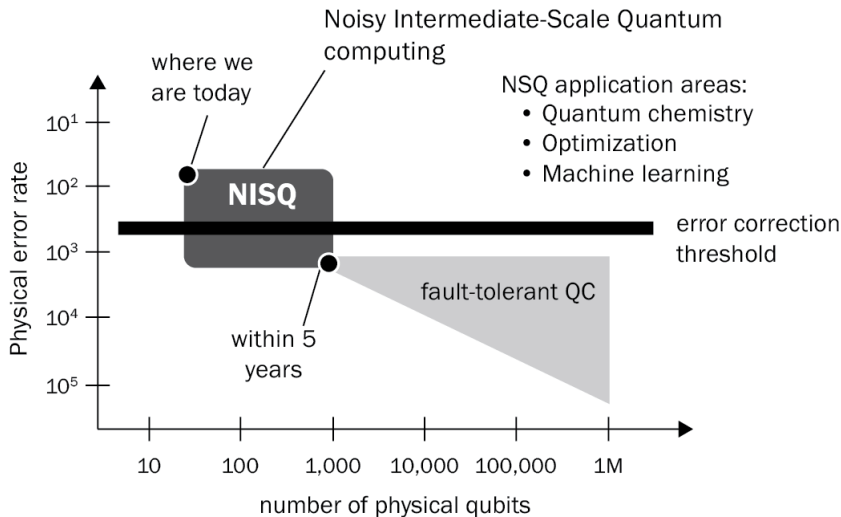 Noisy Intermediate-Scale Quantum
computing
where we
are today
NSQ application areas:
• Quantum chemistry
• Optimization
• Machine learning
NISQ
error correction
threshold
fault-tolerant QC
within 5
years
Physical error rate
10¹
10²
10³
10⁴
10⁵
10
100
1,000
10,000
100,000
1M
number of physical qubits